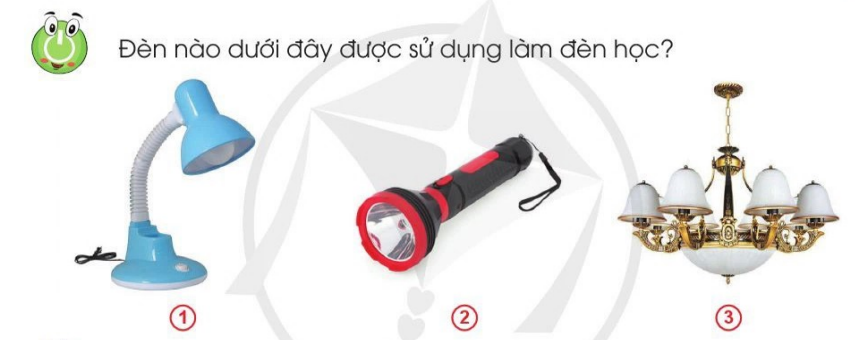 Đèn nào dưới đây được sử dụng làm đèn học?
1
2
3